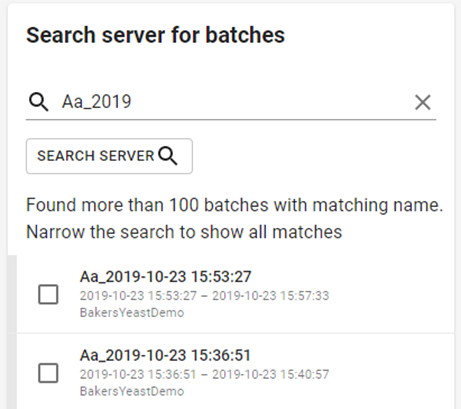 Search server for batches
Aa_2019
SEARCH SERVER
Found more than 100 batches with matching name.
Narrow the search to show all matches
Aa_2019-10-23 15:53:27
2019-10-23 15:53:27 – 2019-10-23 15:57:33
BakersYeastDemo
Aa_2019-10-23 15:36:51
2019-10-23 15:36:51 – 2019-10-23 15:40:57
BakersYeastDemo